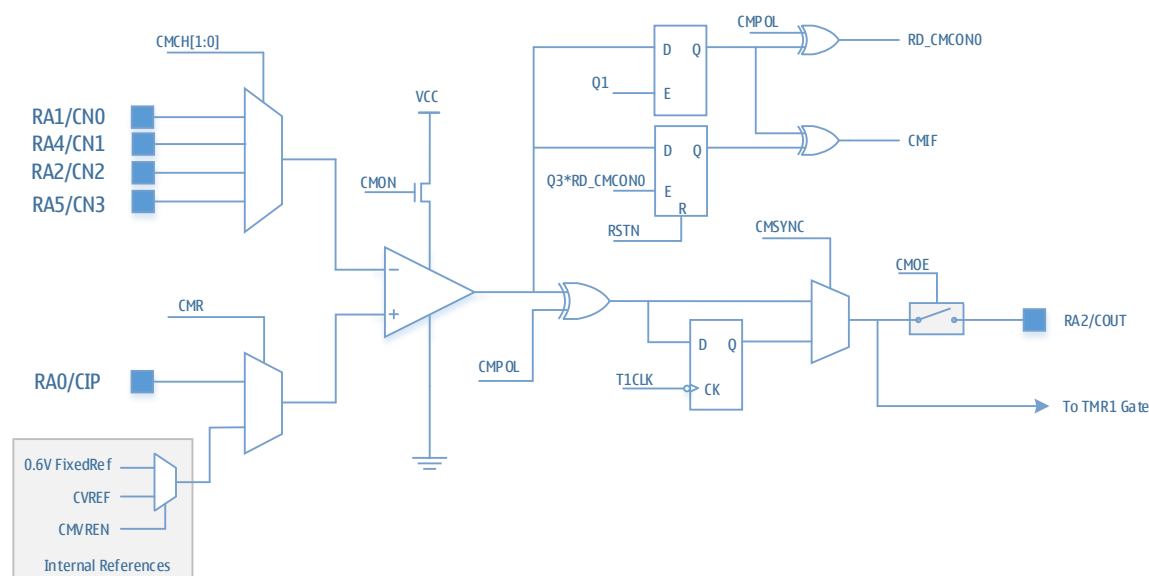 CMCH[1:0]
RA1/CN0
RA4/CN1
RA2/CN2
RA5/CN3
VCC
CMON
−
+
CMR
RA0/CIP
0.6V FixedRef
CVREF
CMVREN
Internal References
D Q
Q1
E
CMPOL
RD_CMCON0
D Q
Q3*RD_CMCON0
E
R
RSTN
CMIF
CMPOL
D Q
T1CLK
CK
CMSYNC
CMOE
RA2/COUT
To TMR1 Gate